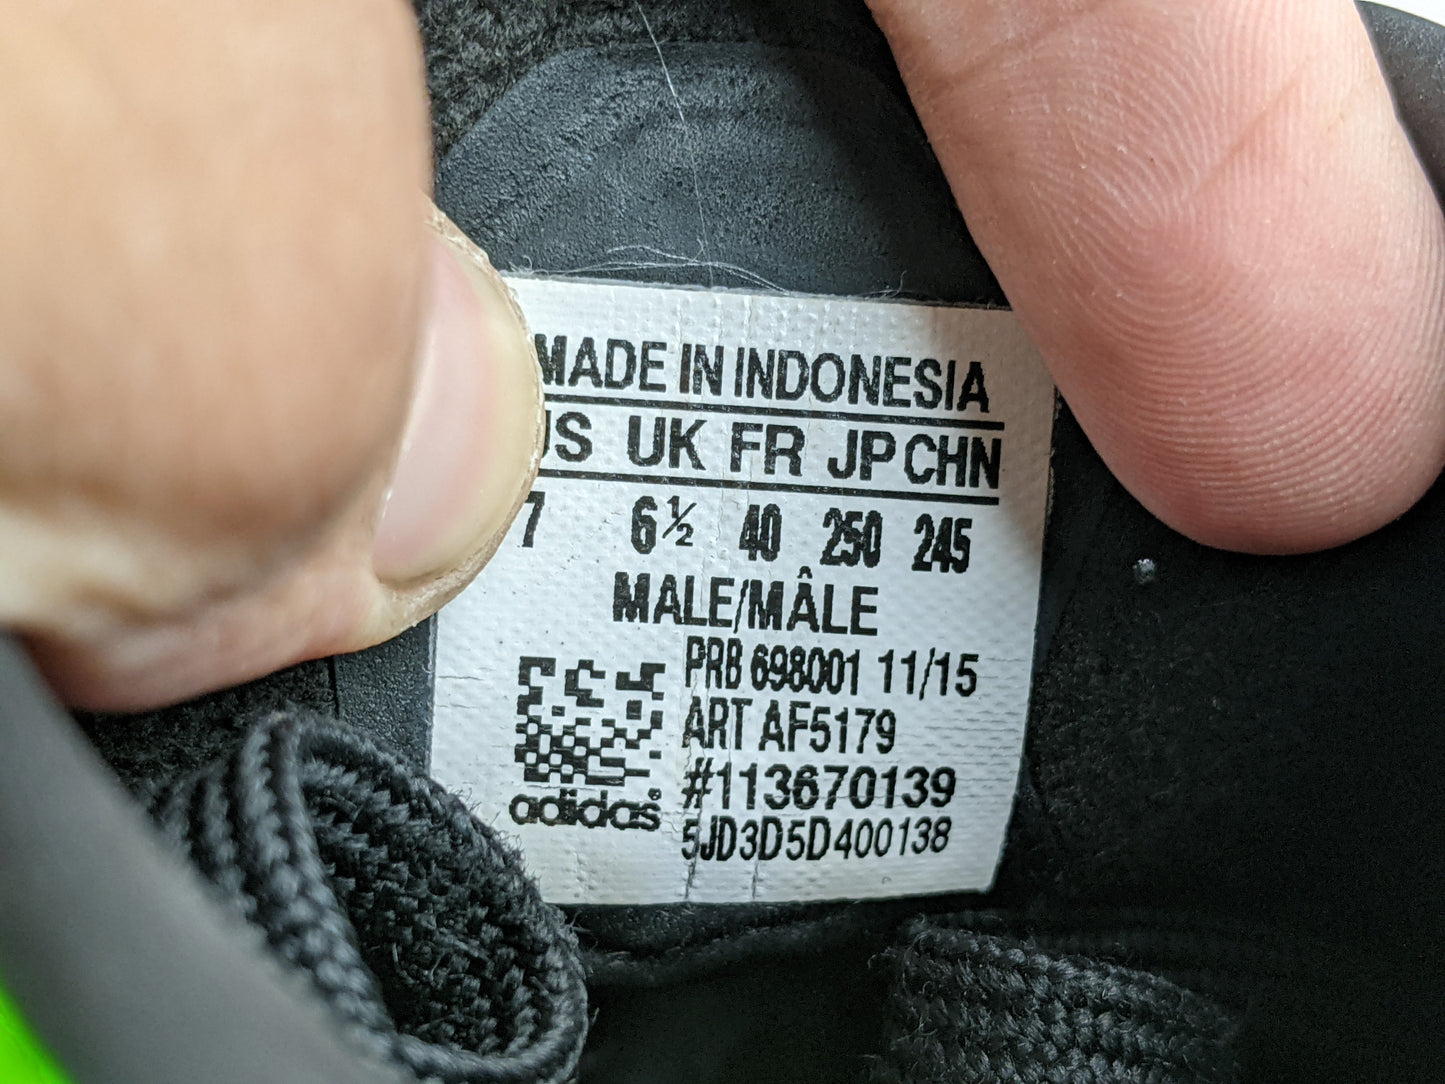 MADE IN INDONESIA
US UK FR JP CHN
7 6½ 40 250 245
MALE/MÂLE
PRB 698001 11/15
ART AF5179
#113670139
adidas®
5JD3D5D400138